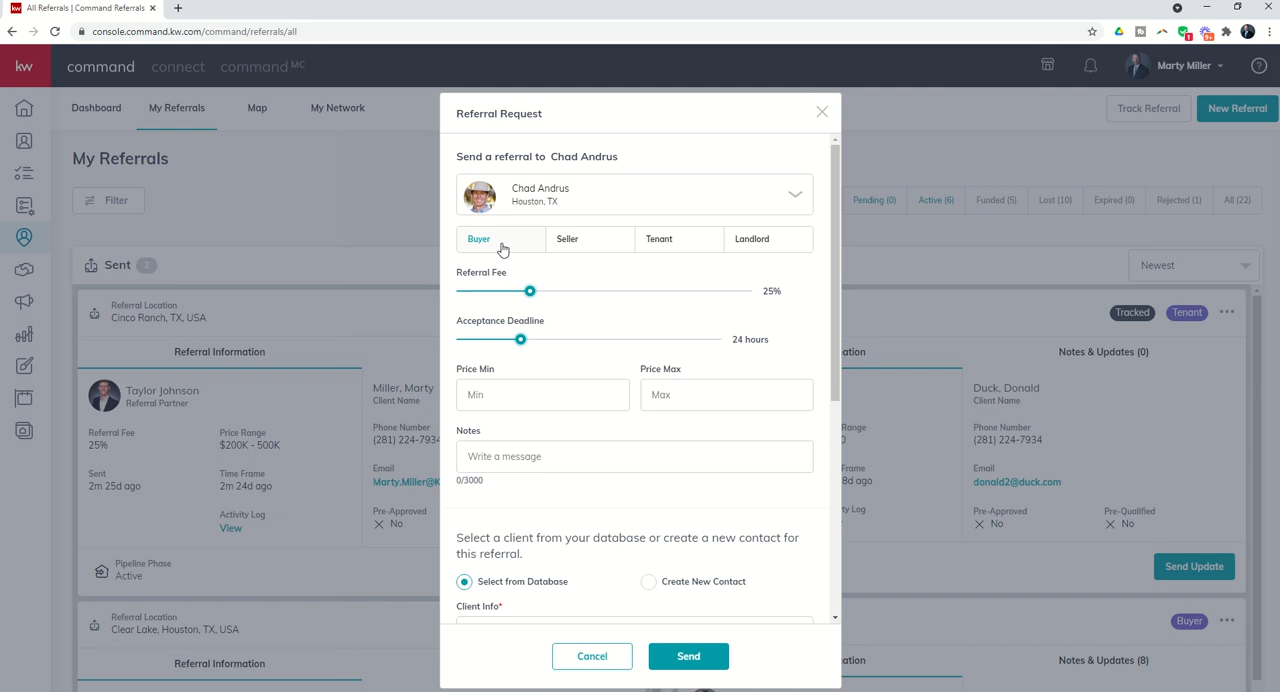 kw All Referrals | Command Referrals
console.command.kw.com/command/referrals/all
1
9+
kw command connect command MC
Marty Miller
Dashboard My Referrals Map My Network
Track Referral New Referral
My Referrals
Filter
Pending (0) Active (6) Funded (5) Lost (10) Expired (0) Rejected (1) All (22)
Sent 2
Newest
Referral Location
Cinco Ranch, TX, USA
Tracked Tenant
Referral Information
ation
Notes & Updates (0)
Taylor Johnson
Referral Partner
Miller, Marty
Client Name
Duck, Donald
Client Name
Referral Fee
25%
Price Range
$200K - 500K
Phone Number
(281) 224-7934
Range
0
Phone Number
(281) 224-7934
Sent
2m 25d ago
Time Frame
2m 24d ago
Email
Marty.Miller@K
Frame
8d ago
Email
donald2@duck.com
Activity Log
View
Pre-Approved
No
ty Log
Pre-Approved
No
Pre-Qualified
No
Pipeline Phase
Active
Send Update
Referral Location
Clear Lake, Houston, TX, USA
Buyer
Referral Information
ation
Notes & Updates (8)
Referral Request
Send a referral to Chad Andrus
Chad Andrus
Houston, TX
Buyer Seller Tenant Landlord
Referral Fee
25%
Acceptance Deadline
24 hours
Price Min Price Max
Min Max
Notes
Write a message
0/3000
Select a client from your database or create a new contact for
this referral.
Select from Database Create New Contact
Client Info*
Cancel Send